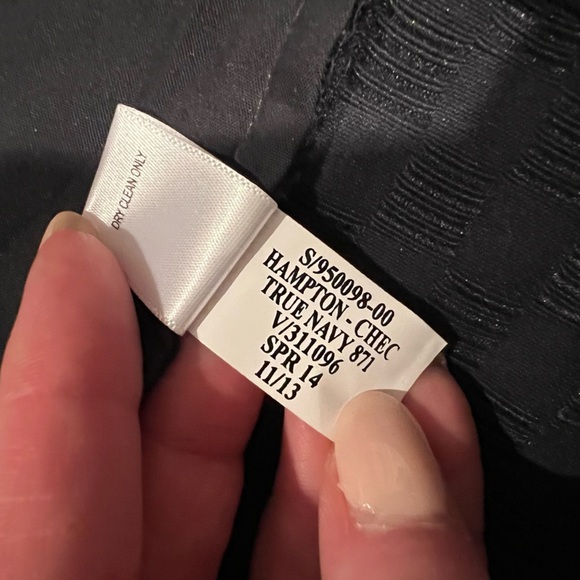 DRY CLEAN ONLY
S/950098-00
HAMPTON - CHEC
TRUE NAVY 871
V/311096
SPR 14
11/13